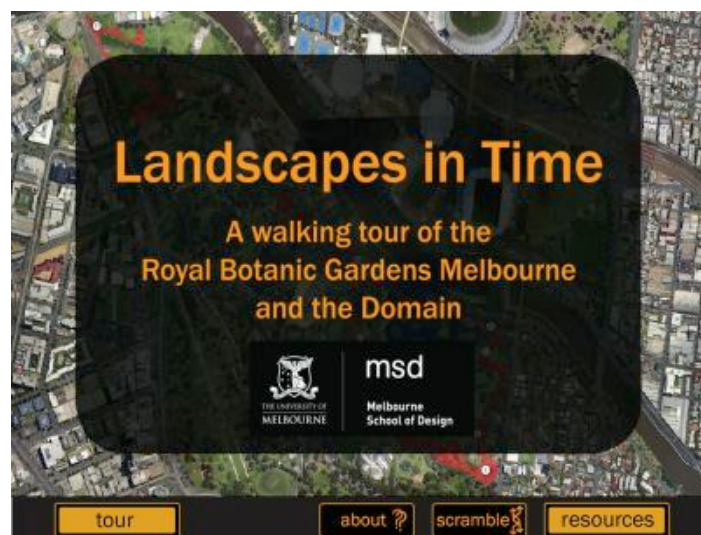 Landscapes in Time
A walking tour of the
Royal Botanic Gardens Melbourne
and the Domain
THE UNIVERSITY OF
MELBOURNE
msd
Melbourne
School of Design
tour
about ?
scramble
resources